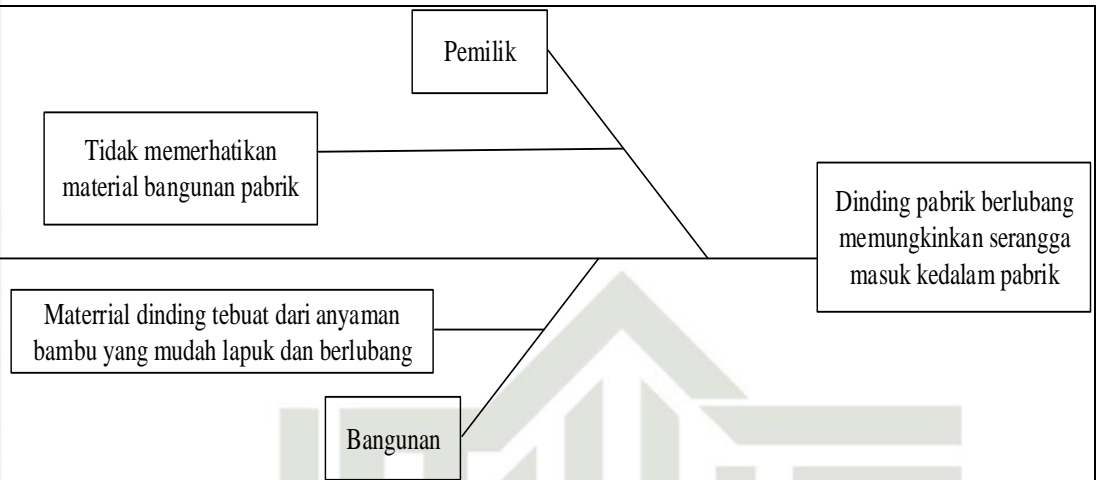 Pemilik
Tidak memerhatikan
material bangunan pabrik
Dinding pabrik berlubang
memungkinkan serangga
masuk kedalam pabrik
Materrial dinding tebuat dari anyaman
bambu yang mudah lapuk dan berlubang
Bangunan